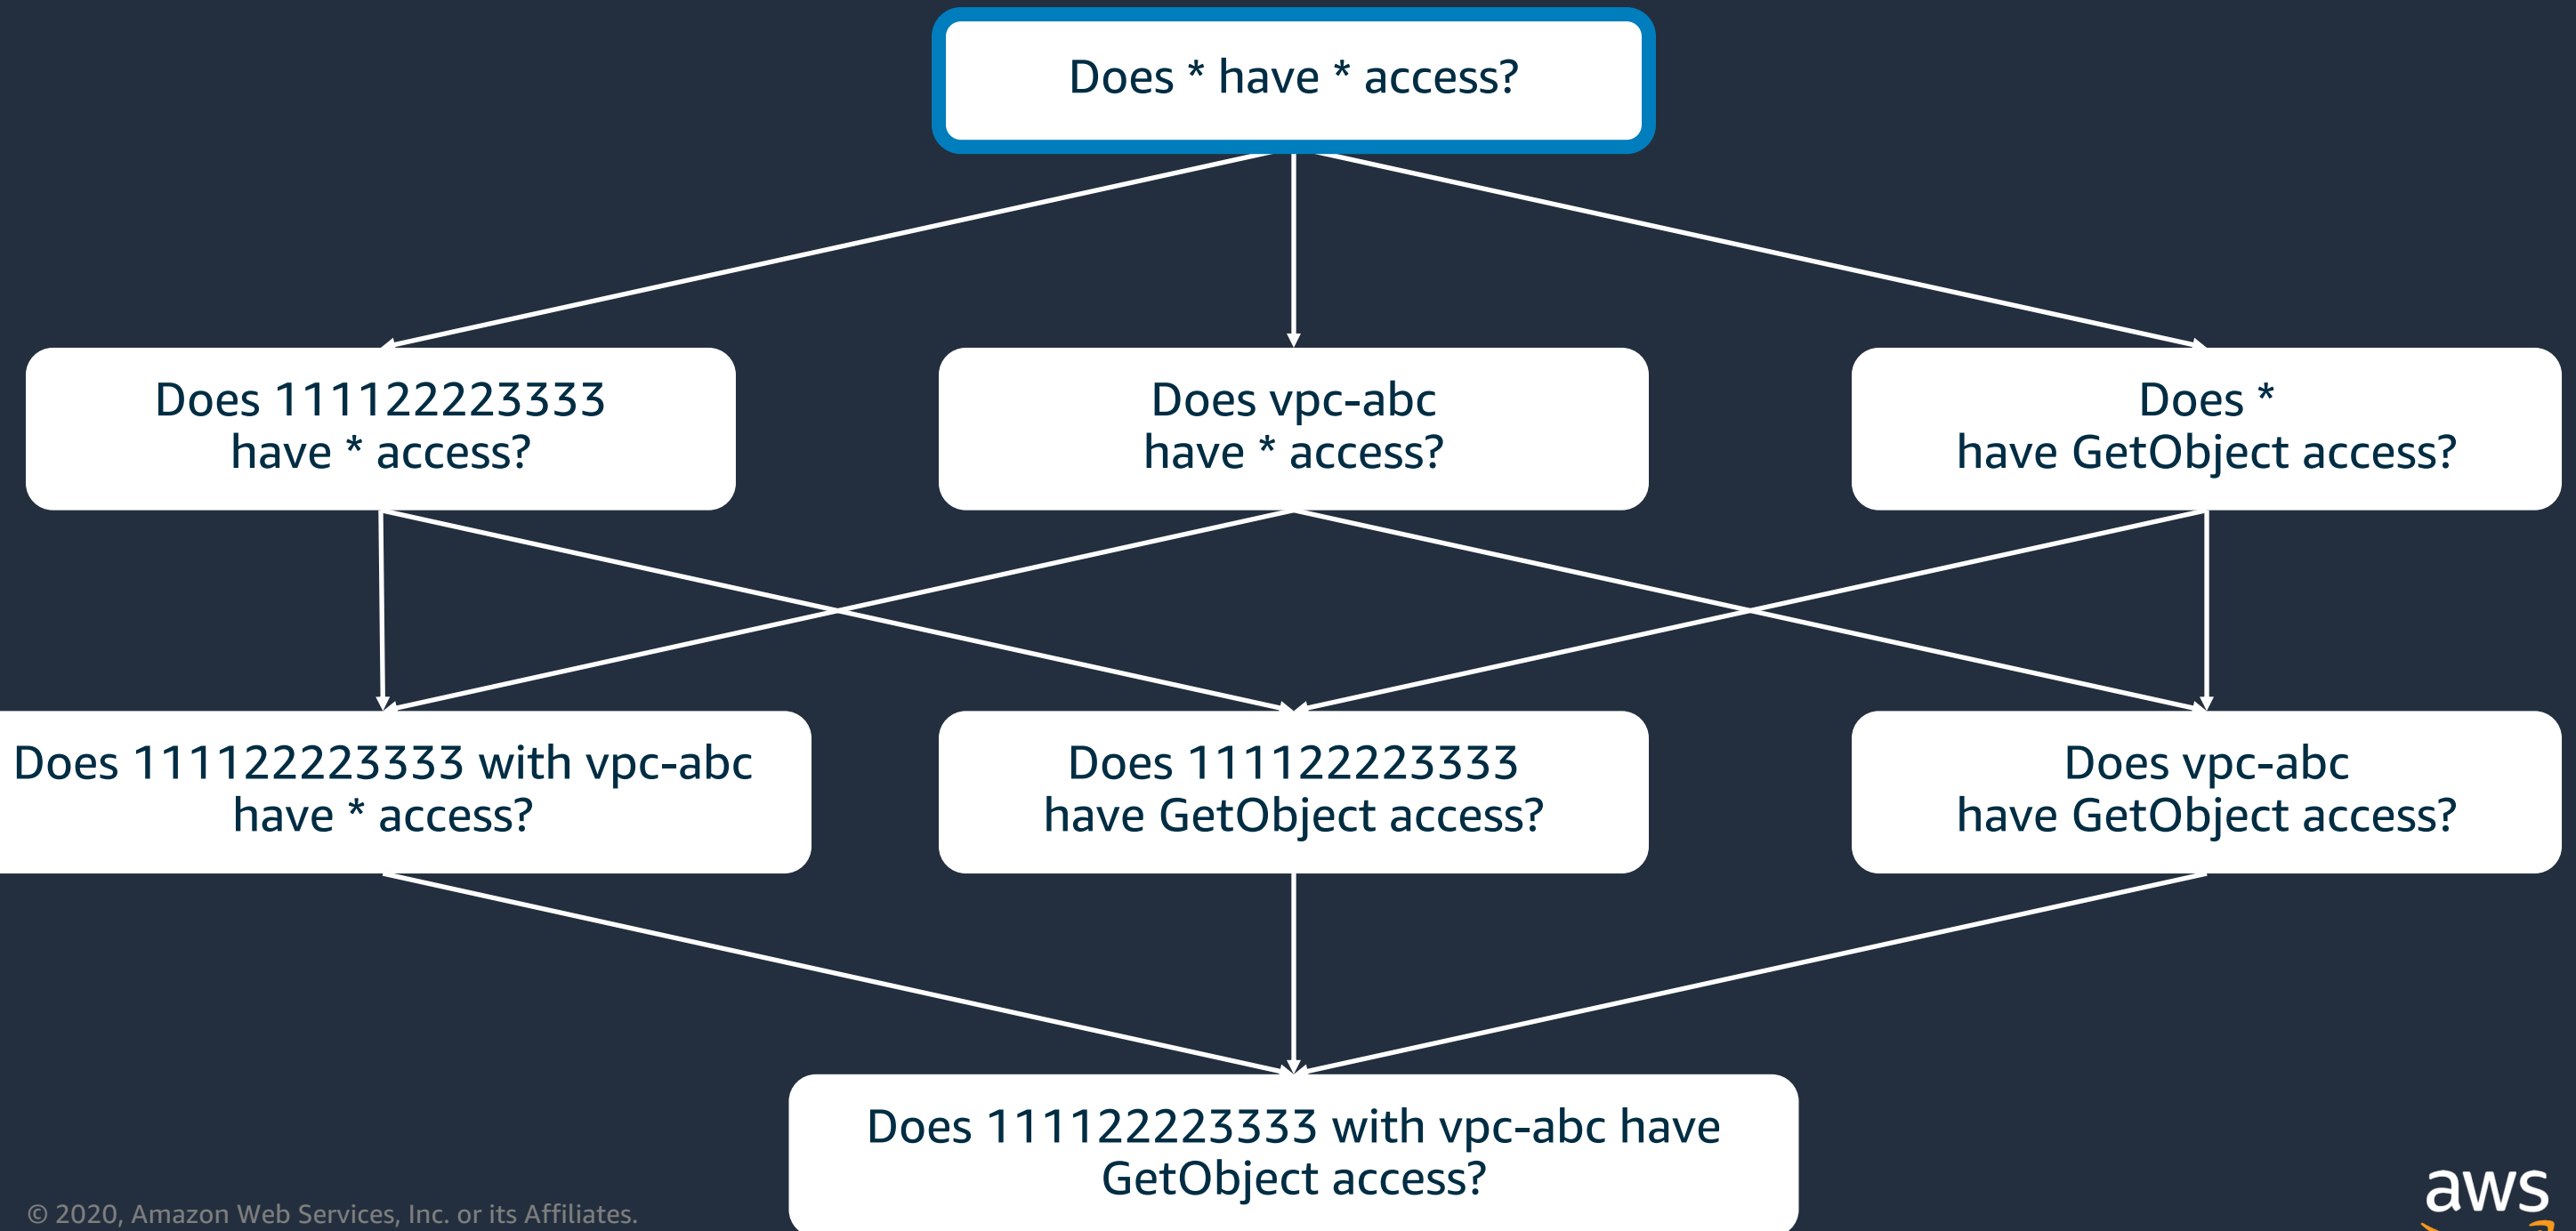 Does * have * access?
Does 111122223333
have * access?
Does vpc-abc
have * access?
Does *
have GetObject access?
Does 111122223333 with vpc-abc
have * access?
Does 111122223333
have GetObject access?
Does vpc-abc
have GetObject access?
Does 111122223333 with vpc-abc have
GetObject access?
© 2020, Amazon Web Services, Inc. or its Affiliates.
aws